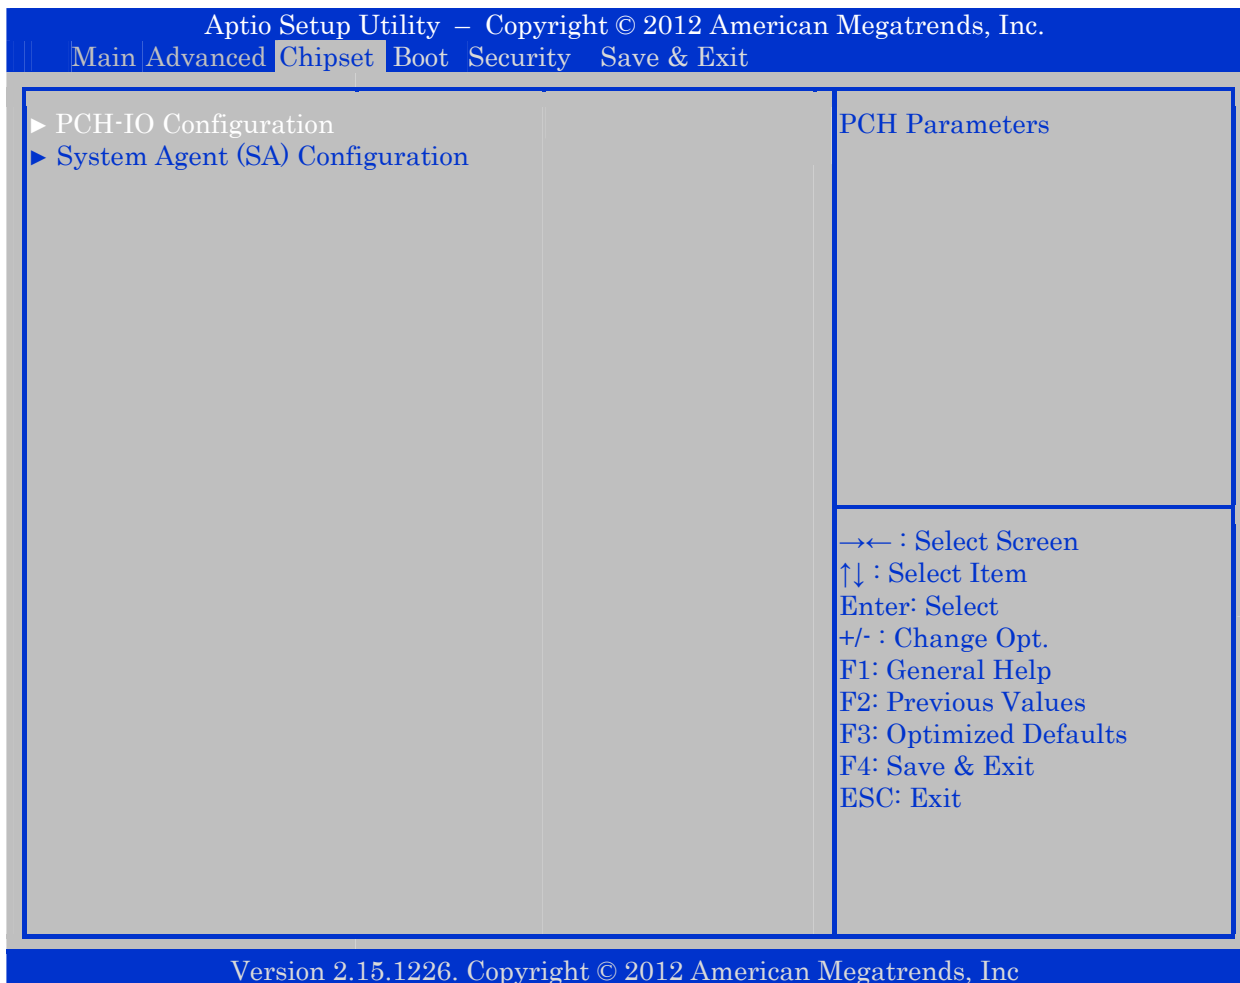 Aptio Setup Utility – Copyright © 2012 American Megatrends, Inc.
Main Advanced Chipset Boot Security Save & Exit
► PCH-IO Configuration
► System Agent (SA) Configuration
PCH Parameters
→← : Select Screen
↑↓ : Select Item
Enter: Select
+/- : Change Opt.
F1: General Help
F2: Previous Values
F3: Optimized Defaults
F4: Save & Exit
ESC: Exit
Version 2.15.1226. Copyright © 2012 American Megatrends, Inc